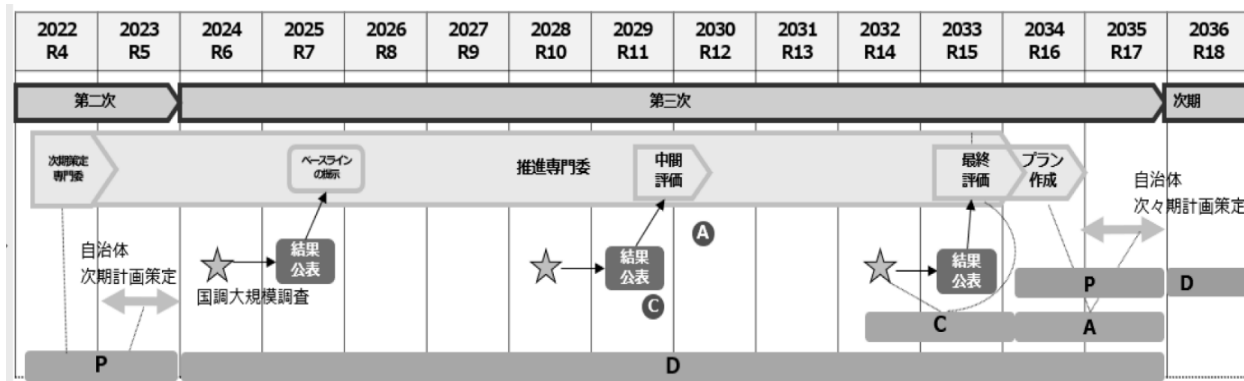 2022 2023 2024 2025 2026 2027 2028 2029 2030 2031 2032 2033 2034 2035 2036
R4 R5 R6 R7 R8 R9 R10 R11 R12 R13 R14 R15 R16 R17 R18
第二次 第三次 次期
次期策定
専門委
ベースライン
の指示
推進専門委
中間
評価
最終
評価
プラン
作成
自治体
次々期計画策定
自治体
次期計画策定
国調大規模調査
結果
公表
結果
公表
結果
公表
A
C
P D
C A
P D